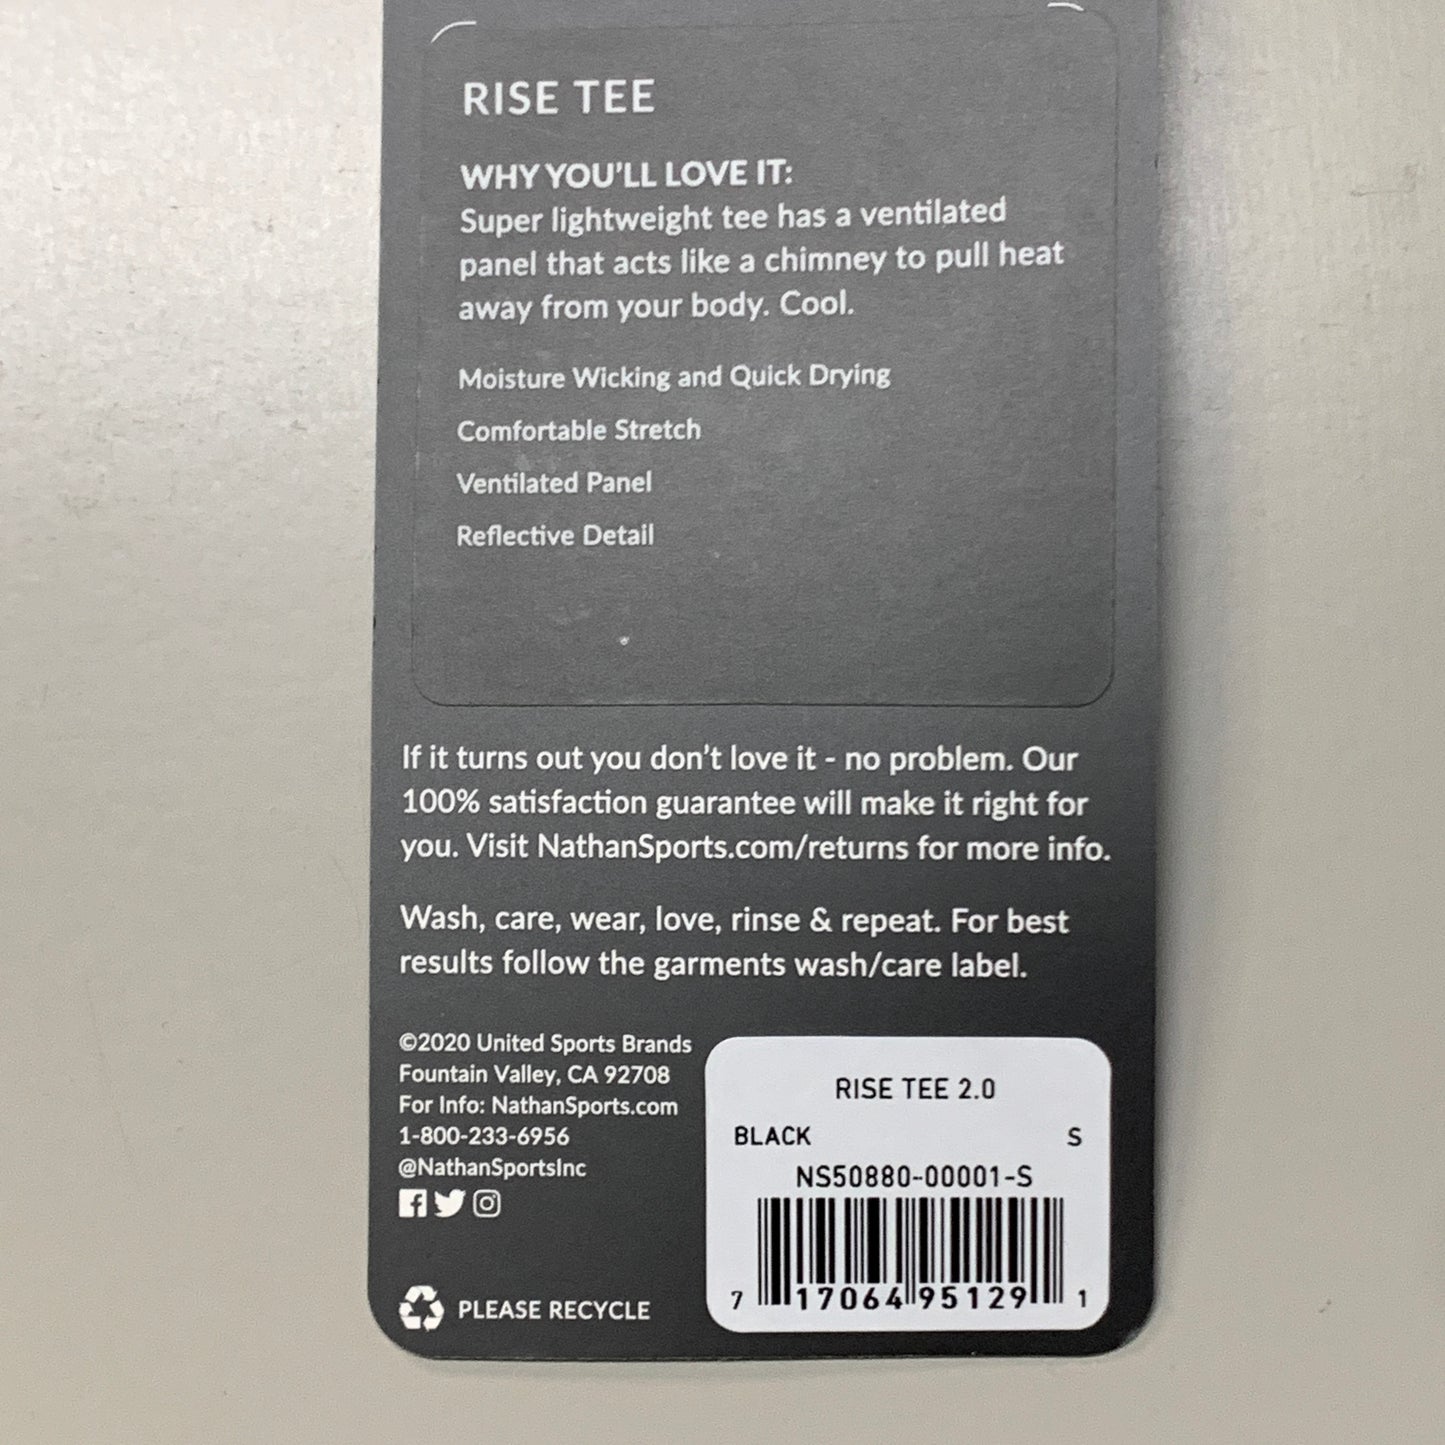 RISE TEE
WHY YOU'LL LOVE IT:
Super lightweight tee has a ventilated
panel that acts like a chimney to pull heat
away from your body. Cool.
Moisture Wicking and Quick Drying
Comfortable Stretch
Ventilated Panel
Reflective Detail
If it turns out you don't love it - no problem. Our
100% satisfaction guarantee will make it right for
you. Visit NathanSports.com/returns for more info.
Wash, care, wear, love, rinse & repeat. For best
results follow the garments wash/care label.
©2020 United Sports Brands
Fountain Valley, CA 92708
For Info: NathanSports.com
1-800-233-6956
@NathanSportsInc
PLEASE RECYCLE
RISE TEE 2.0
BLACK S
NS50880-00001-S
7 17064 95129 1